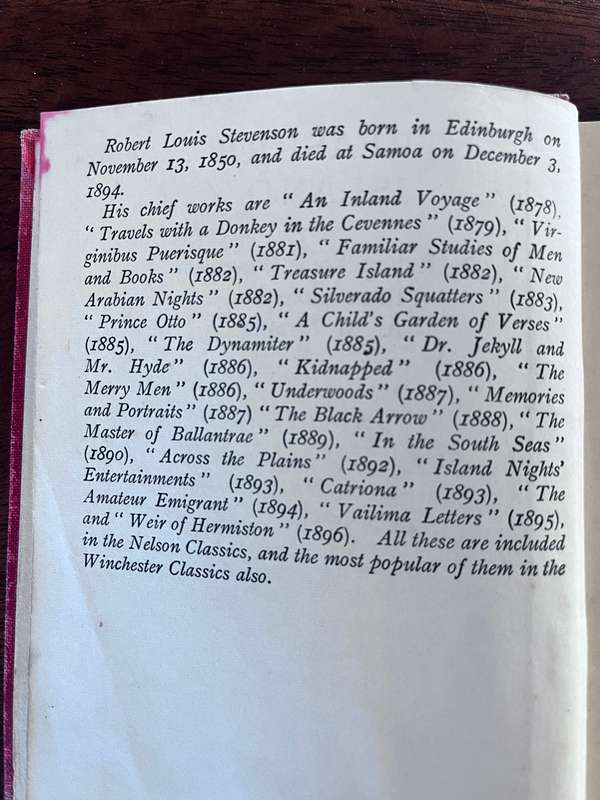 Robert Louis Stevenson was born in Edinburgh on
November 13, 1850, and died at Samoa on December 3,
1894.
His chief works are “ An Inland Voyage ” (1878),
“ Travels with a Donkey in the Cevennes ” (1879), “ Vir-
ginibus Puerisque ” (1881), “ Familiar Studies of Men
and Books ” (1882), “ Treasure Island ” (1882), “ New
Arabian Nights ” (1882), “ Silverado Squatters ” (1883),
“ Prince Otto ” (1885), “ A Child's Garden of Verses ”
(1885), “ The Dynamiter ” (1885), “ Dr. Jekyll and
Mr. Hyde ” (1886), “ Kidnapped ” (1886), “ The
Merry Men ” (1886), “ Underwoods ” (1887), “ Memories
and Portraits ” (1887) “ The Black Arrow ” (1888), “ The
Master of Ballantrae ” (1889), “ In the South Seas ”
(1890), “ Across the Plains ” (1892), “ Island Nights'
Entertainments ” (1893), “ Catriona ” (1893), “ The
Amateur Emigrant ” (1894), “ Vailima Letters ” (1895),
and “ Weir of Hermiston ” (1896). All these are included
in the Nelson Classics, and the most popular of them in the
Winchester Classics also.